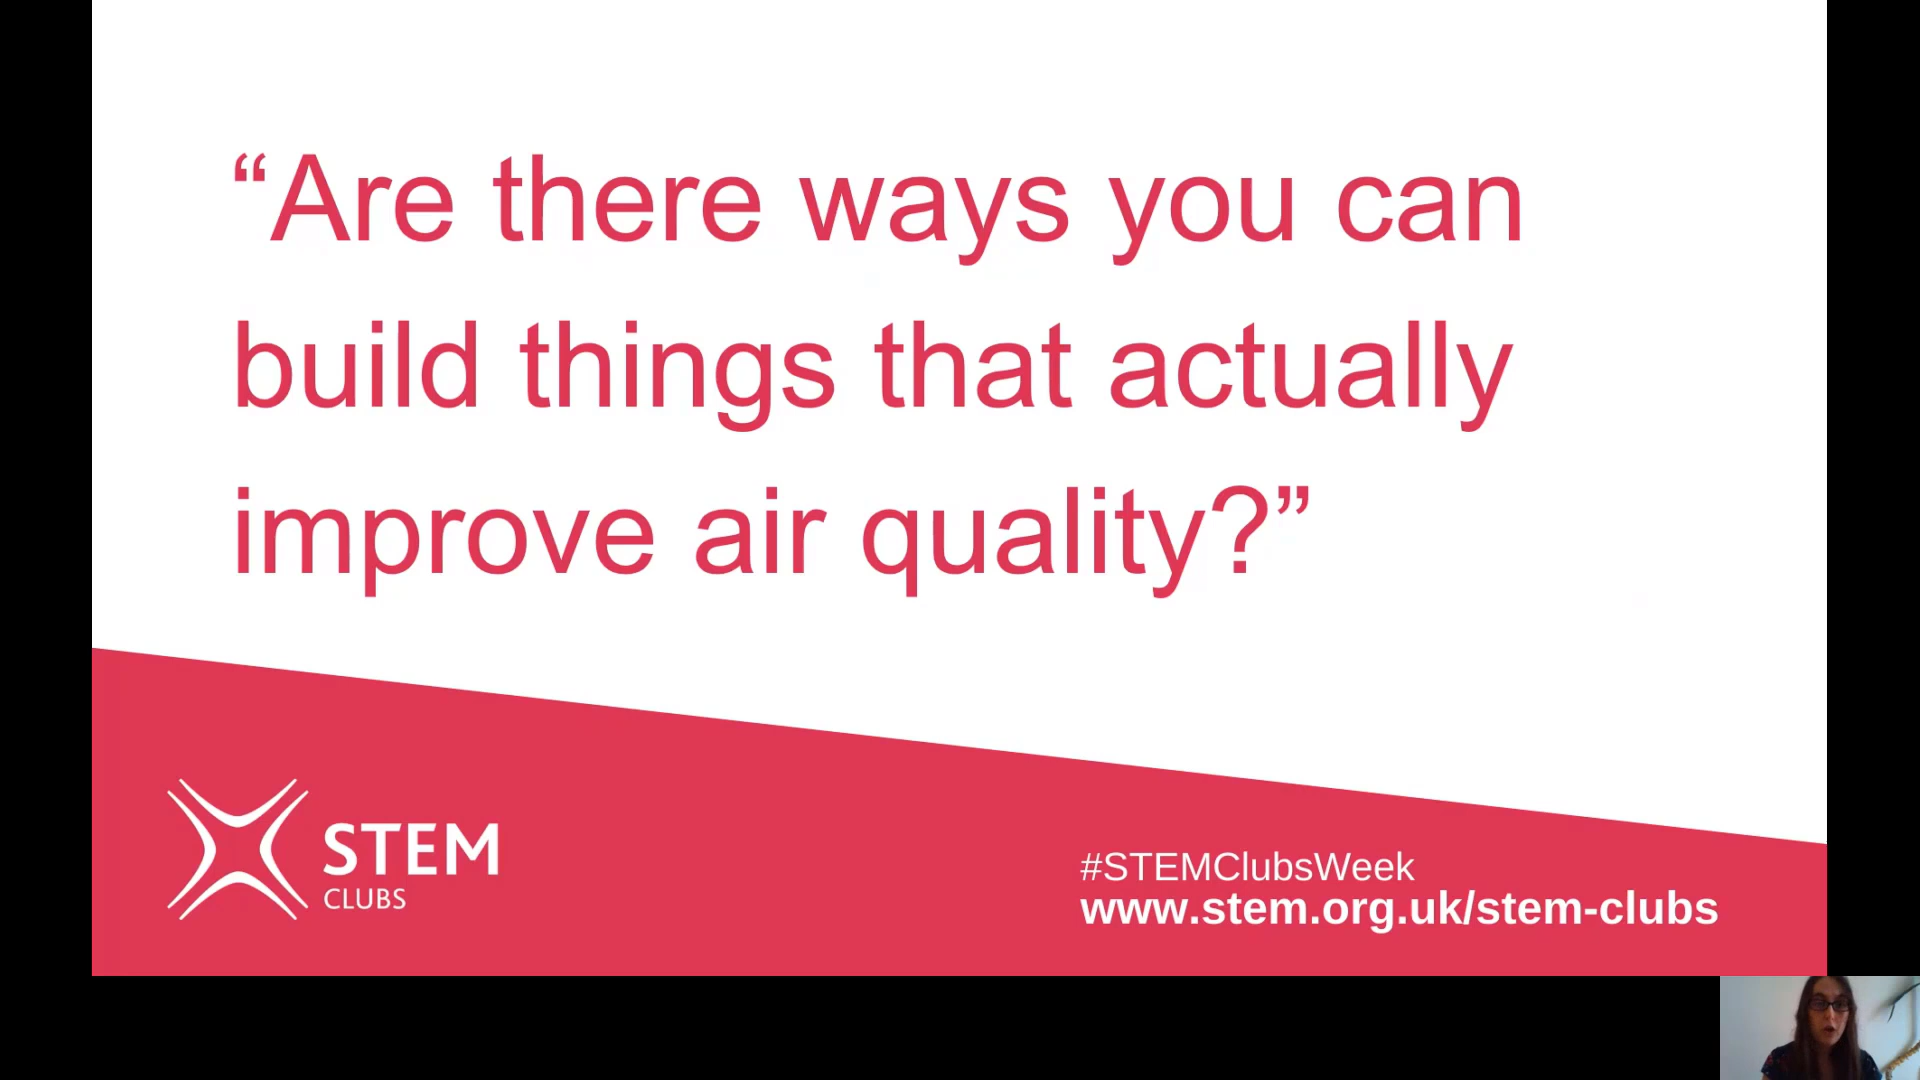 “Are there ways you can
build things that actually
improve air quality?”
STEM
CLUBS
#STEMClubsWeek
www.stem.org.uk/stem-clubs